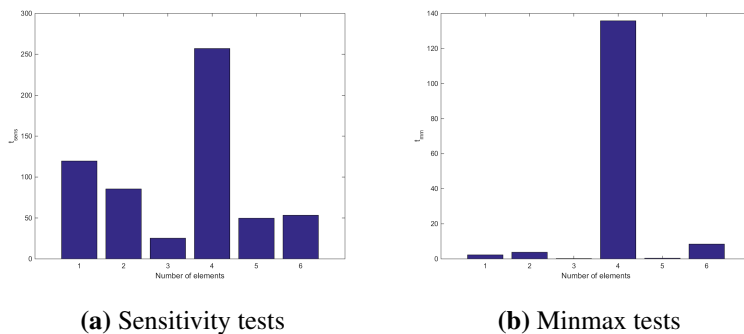 300
250
200
150
100
50
0
t_sens
1 2 3 4 5 6
Number of elements
(a) Sensitivity tests
140
120
100
80
60
40
20
0
t_mm
1 2 3 4 5 6
Number of elements
(b) Minmax tests